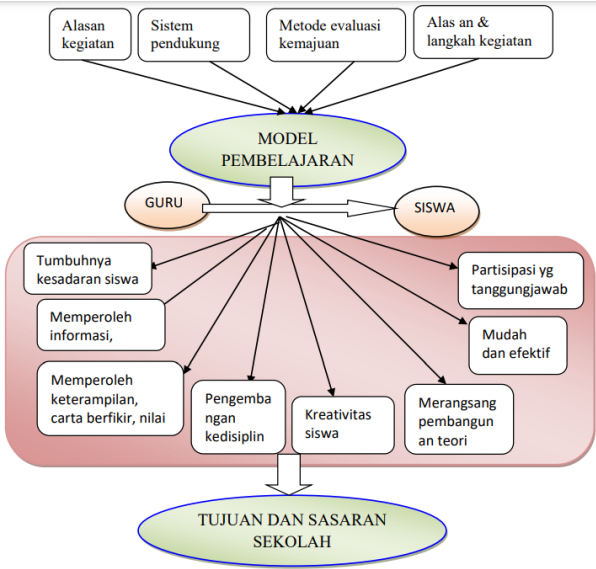 Alasan
kegiatan
Sistem
pendukung
Metode evaluasi
kemajuan
Alas an &
langkah kegiatan
MODEL
PEMBELAJARAN
GURU
SISWA
Tumbuhnya
kesadaran siswa
Partisipasi yg
tanggungjawab
Memperoleh
informasi,
Mudah
dan efektif
Memperoleh
keterampilan,
carta berfikir, nilai
Pengemba
ngan
kedisiplin
Kreativitas
siswa
Merangsang
pembangun
an teori
TUJUAN DAN SASARAN
SEKOLAH